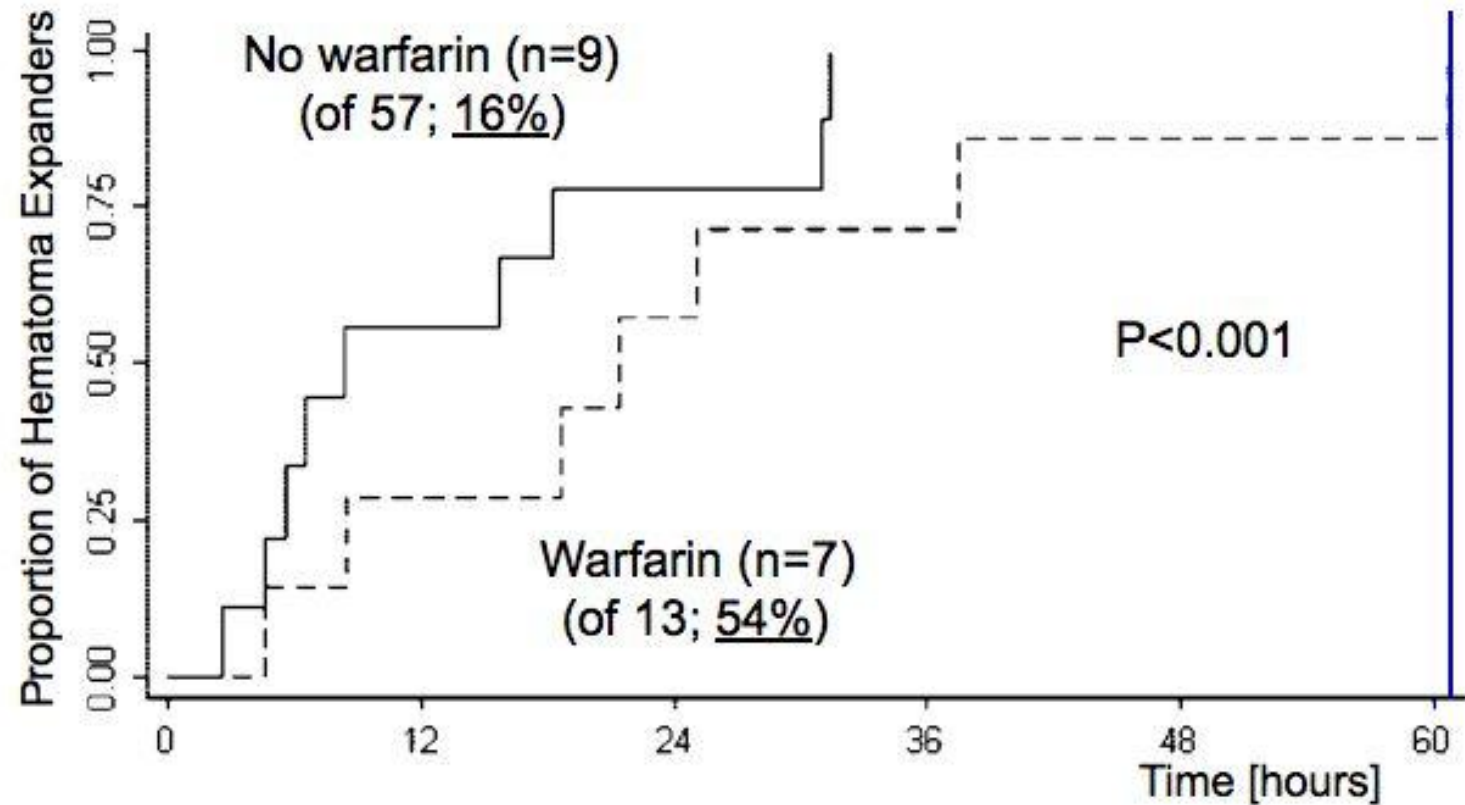 Proportion of Hematoma Expanders
1.00
0.75
0.50
0.25
0.00
No warfarin (n=9)
(of 57; 16%)
P<0.001
Warfarin (n=7)
(of 13; 54%)
0 12 24 36 48 60
Time [hours]